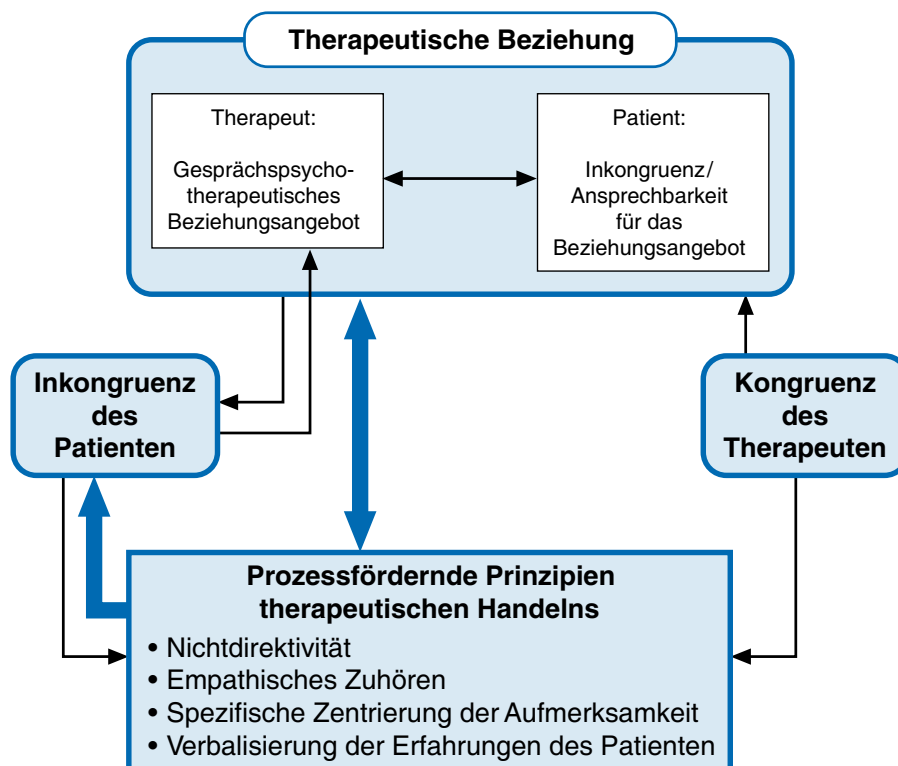 Therapeutische Beziehung
Therapeut:
Gesprächspsycho-
therapeutisches
Beziehungsangebot
Patient:
Inkongruenz/
Ansprechbarkeit
für das
Beziehungsangebot
Inkongruenz
des
Patienten
Kongruenz
des
Therapeuten
Prozessfördernde Prinzipien
therapeutischen Handelns
• Nichtdirektivität
• Empathisches Zuhören
• Spezifische Zentrierung der Aufmerksamkeit
• Verbalisierung der Erfahrungen des Patienten